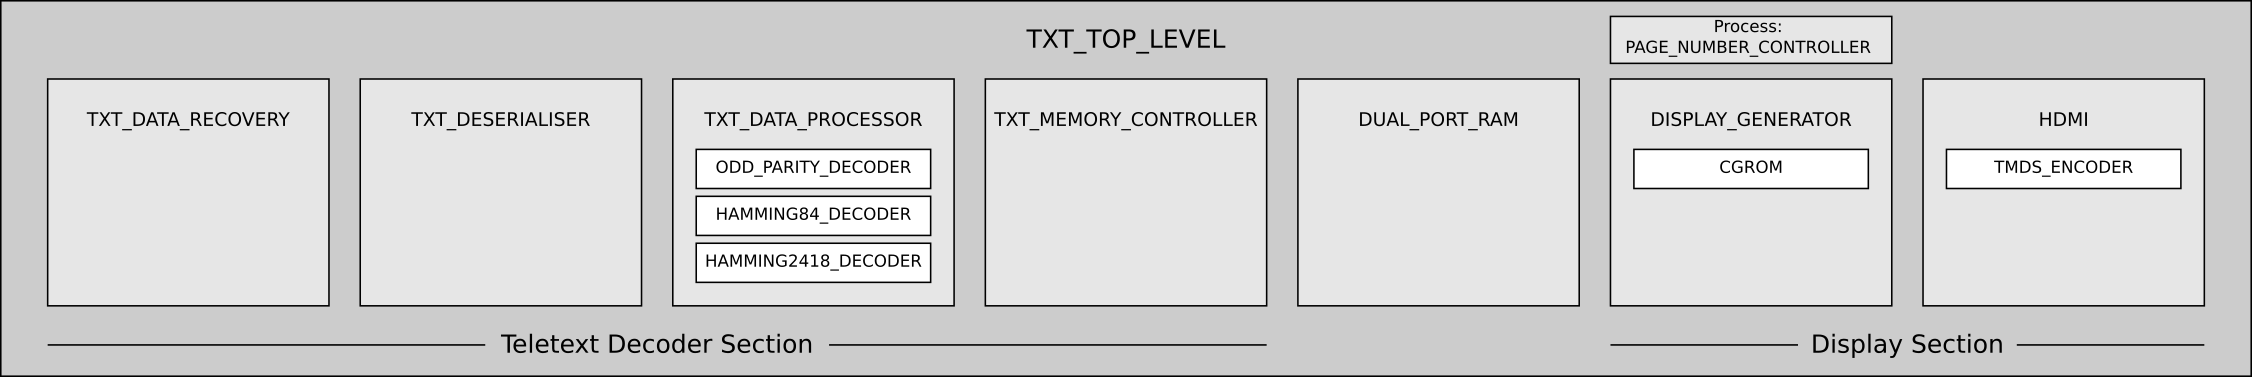 TXT_TOP_LEVEL
Process:
PAGE_NUMBER_CONTROLLER
TXT_DATA_RECOVERY
TXT_DESERIALISER
TXT_DATA_PROCESSOR
ODD_PARITY_DECODER
HAMMING84_DECODER
HAMMING2418_DECODER
TXT_MEMORY_CONTROLLER
DUAL_PORT_RAM
DISPLAY_GENERATOR
CGROM
HDMI
TMDS_ENCODER
Teletext Decoder Section
Display Section